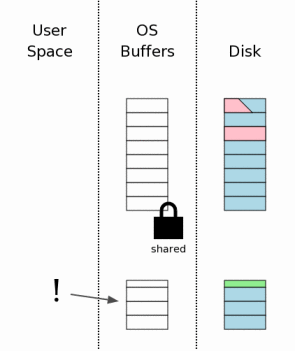 User
Space
OS
Buffers
Disk
shared
!